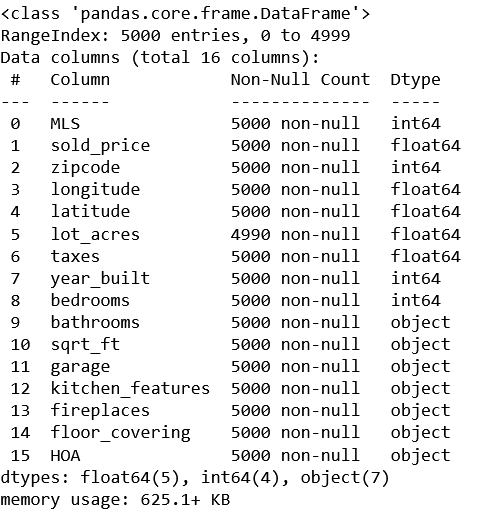 <class 'pandas.core.frame.DataFrame'>
RangeIndex: 5000 entries, 0 to 4999
Data columns (total 16 columns):
 #   Column            Non-Null Count  Dtype
---  ------            --------------  -----
 0   MLS               5000 non-null   int64
 1   sold_price        5000 non-null   float64
 2   zipcode           5000 non-null   int64
 3   longitude         5000 non-null   float64
 4   latitude          5000 non-null   float64
 5   lot_acres         4990 non-null   float64
 6   taxes             5000 non-null   float64
 7   year_built        5000 non-null   int64
 8   bedrooms          5000 non-null   int64
 9   bathrooms         5000 non-null   object
 10  sqrt_ft           5000 non-null   object
 11  garage            5000 non-null   object
 12  kitchen_features  5000 non-null   object
 13  fireplaces        5000 non-null   object
 14  floor_covering    5000 non-null   object
 15  HOA               5000 non-null   object
dtypes: float64(5), int64(4), object(7)
memory usage: 625.1+ KB